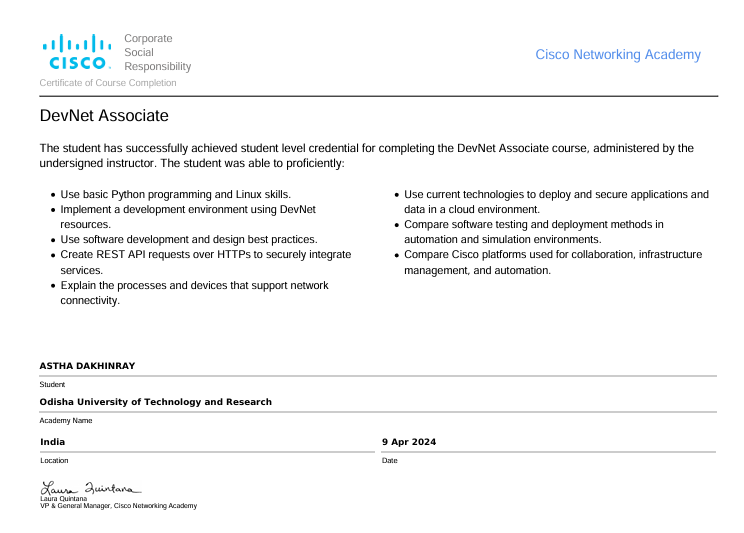 CISCO
Corporate
Social
Responsibility
Cisco Networking Academy
Certificate of Course Completion
DevNet Associate
The student has successfully achieved student level credential for completing the DevNet Associate course, administered by the
undersigned instructor. The student was able to proficiently:
• Use basic Python programming and Linux skills.
• Implement a development environment using DevNet
resources.
• Use software development and design best practices.
• Create REST API requests over HTTPs to securely integrate
services.
• Explain the processes and devices that support network
connectivity.
• Use current technologies to deploy and secure applications and
data in a cloud environment.
• Compare software testing and deployment methods in
automation and simulation environments.
• Compare Cisco platforms used for collaboration, infrastructure
management, and automation.
ASTHA DAKHINRAY
Student
Odisha University of Technology and Research
Academy Name
India
Location
9 Apr 2024
Date
Laura Quintana
Laura Quintana
VP & General Manager, Cisco Networking Academy